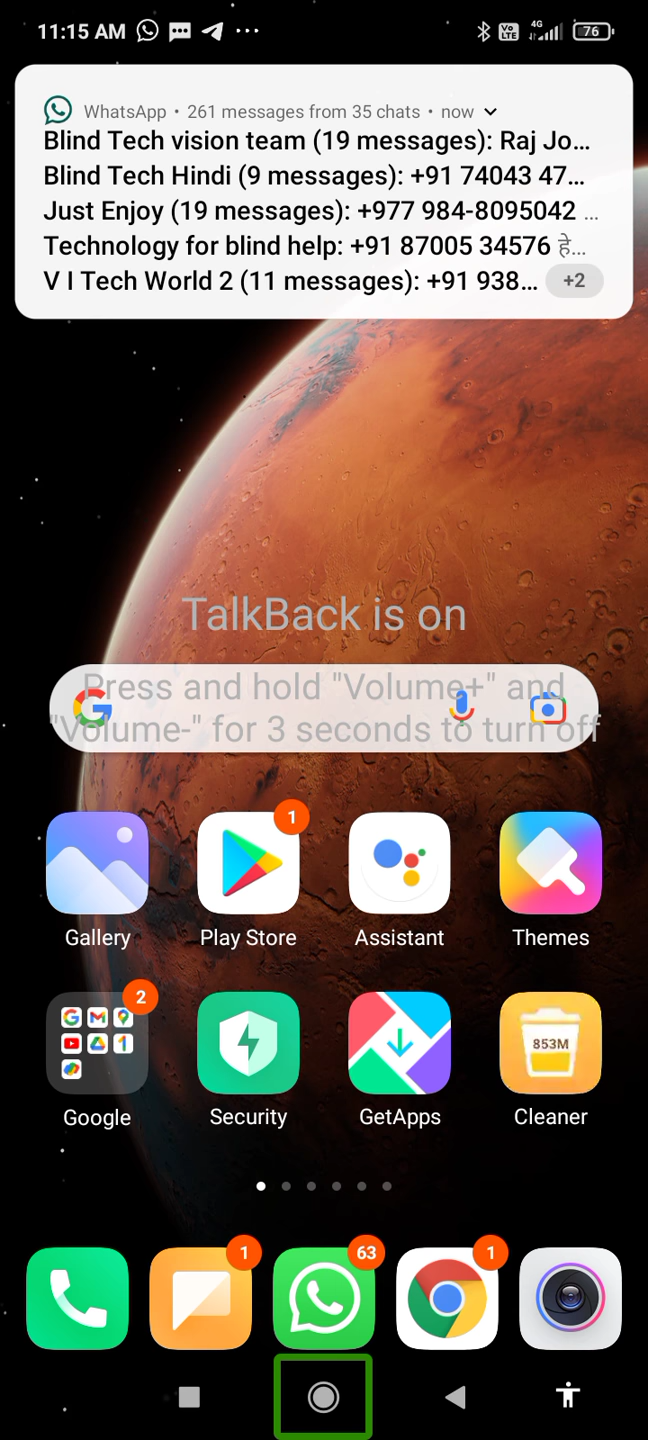 11:15 AM ... 4G 76
Vo LTE
WhatsApp • 261 messages from 35 chats • now
Blind Tech vision team (19 messages): Raj Jo...
Blind Tech Hindi (9 messages): +91 74043 47...
Just Enjoy (19 messages): +977 984-8095042 ...
Technology for blind help: +91 87005 34576 हे...
V I Tech World 2 (11 messages): +91 938... +2
TalkBack is on
Press and hold "Volume+" and
"Volume-" for 3 seconds to turn off
1
Gallery Play Store Assistant Themes
2
853M
Google Security GetApps Cleaner
1 63 1